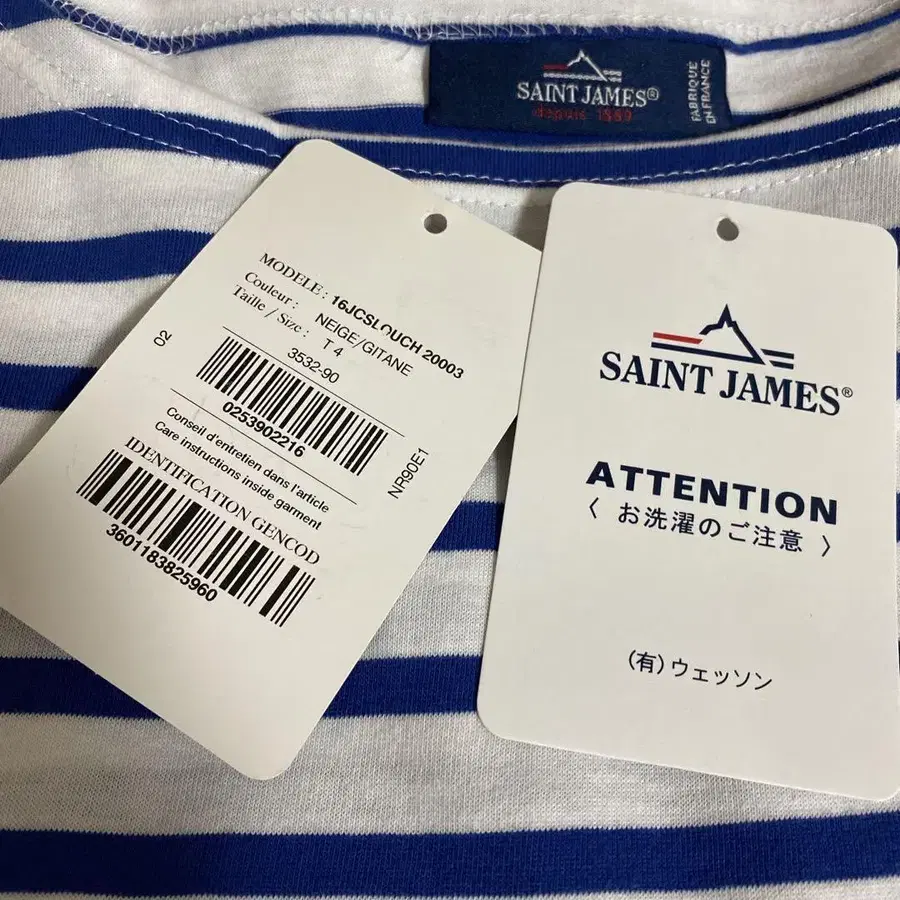 SAINT JAMES®
depuis 1889
FABRIQUE
EN FRANCE
MODELE : 16JCSLOUCH 20003
Couleur : NEIGE/GITANE
Taille / Size : T 4
3532-90
02
0253902216
NR90E1
Conseil d'entretien dans l'article
Care instructions inside garment
IDENTIFICATION GENCOD
3601183825960
SAINT JAMES®
ATTENTION
〈 お洗濯のご注意 〉
(有)ウェッソン